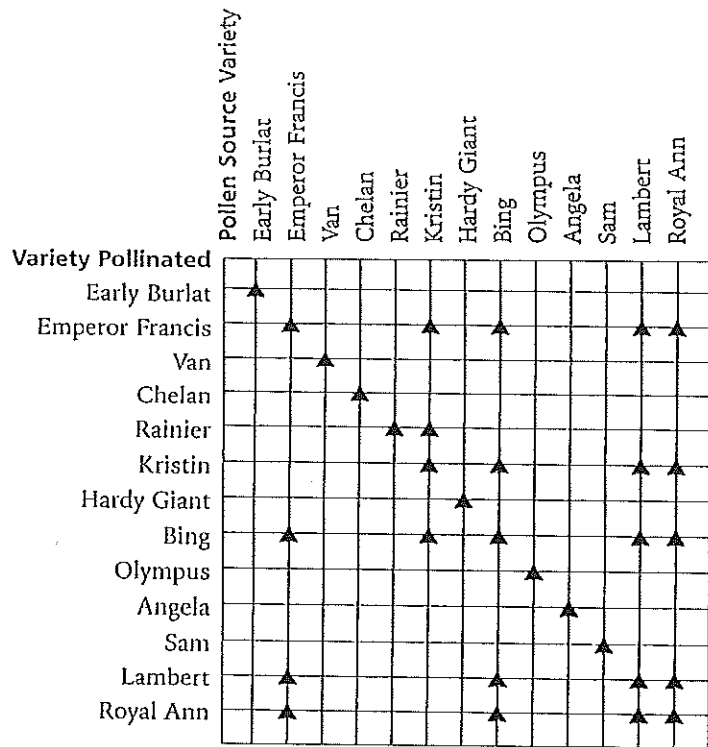 Pollen Source Variety
Early Burlat
Emperor Francis
Van
Chelan
Rainier
Kristin
Hardy Giant
Bing
Olympus
Angela
Sam
Lambert
Royal Ann
Variety Pollinated
Early Burlat
Emperor Francis
Van
Chelan
Rainier
Kristin
Hardy Giant
Bing
Olympus
Angela
Sam
Lambert
Royal Ann